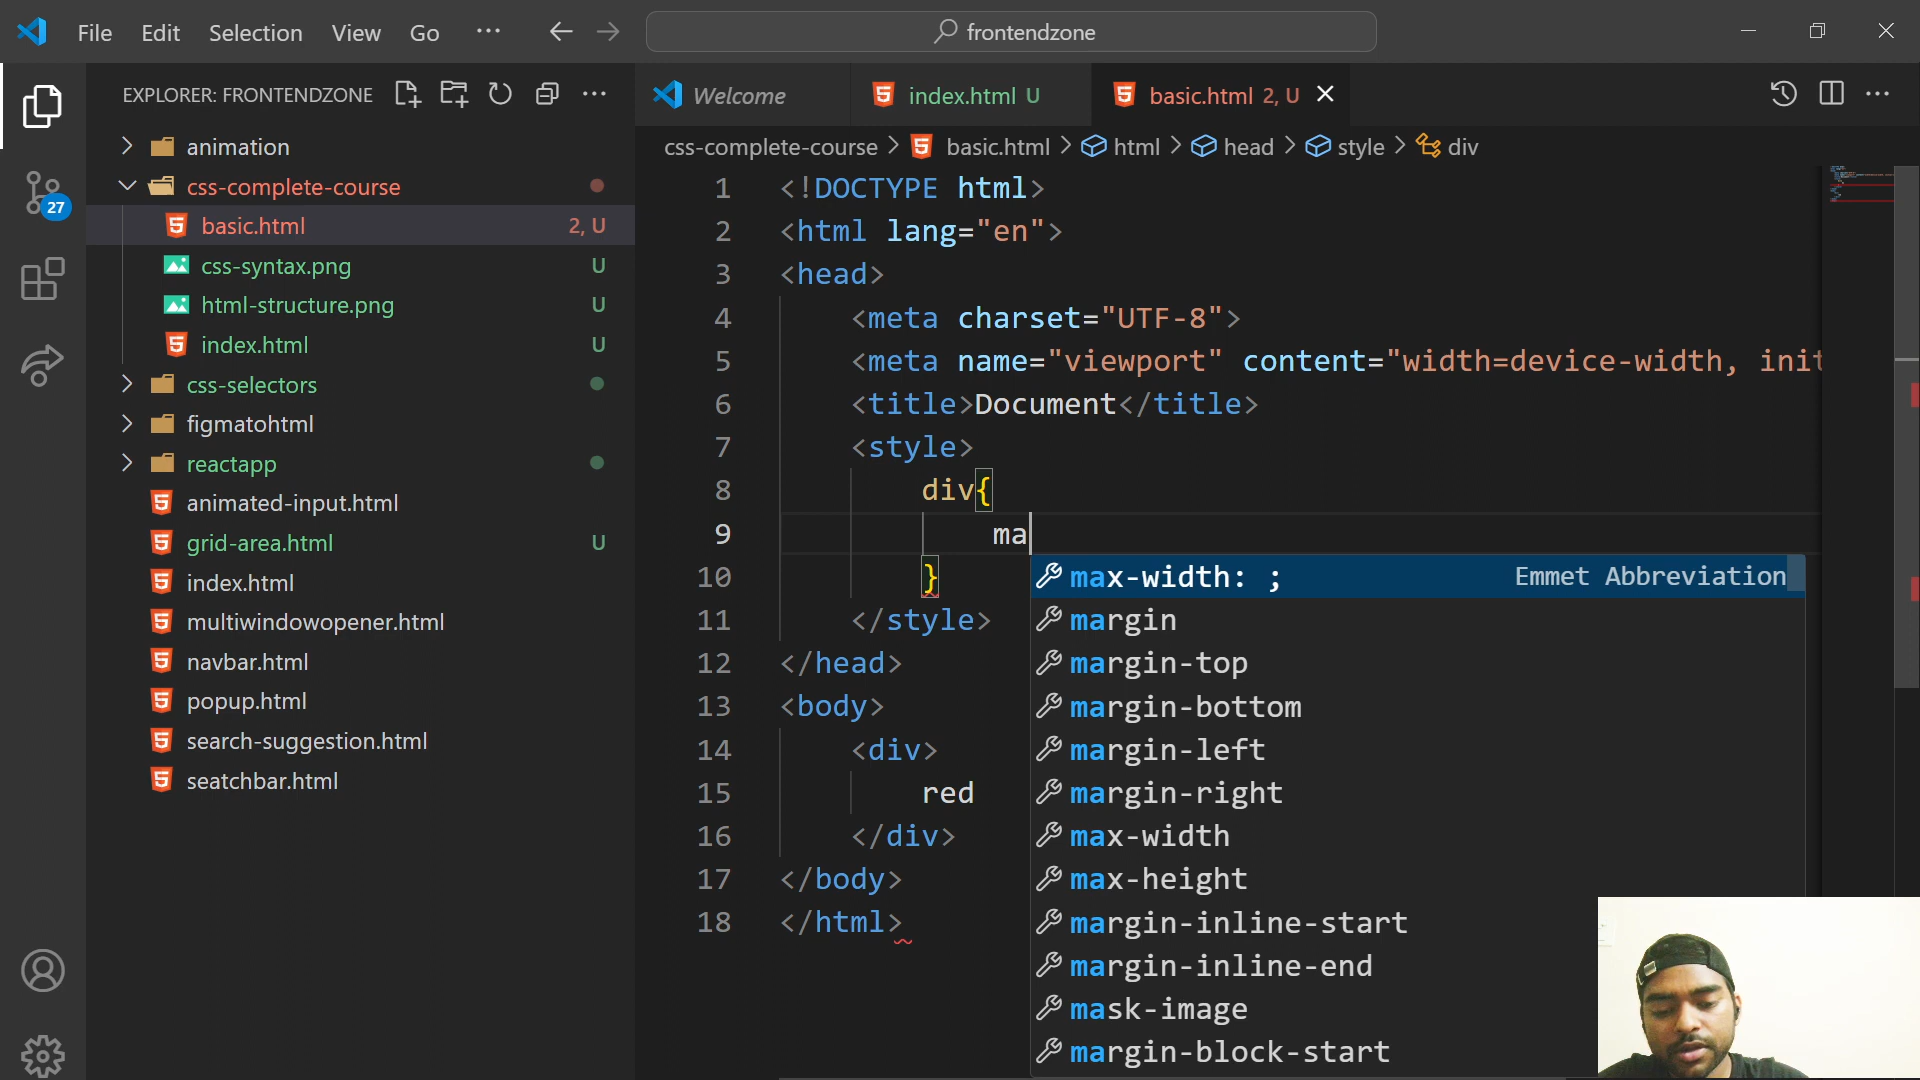 File Edit Selection View Go ··· frontendzone
EXPLORER: FRONTENDZONE
animation
css-complete-course
basic.html 2, U
css-syntax.png U
html-structure.png U
index.html U
css-selectors
figmatohtml
reactapp
animated-input.html
grid-area.html U
index.html
multiwindowopener.html
navbar.html
popup.html
search-suggestion.html
seatchbar.html
27
Welcome index.html U basic.html 2, U
css-complete-course > basic.html > html > head > style > div
1 <!DOCTYPE html>
2 <html lang="en">
3 <head>
4 <meta charset="UTF-8">
5 <meta name="viewport" content="width=device-width, init
6 <title>Document</title>
7 <style>
8 div{
9 ma
10 }
11 </style>
12 </head>
13 <body>
14 <div>
15 red
16 </div>
17 </body>
18 </html>
max-width: ; Emmet Abbreviation
margin
margin-top
margin-bottom
margin-left
margin-right
max-width
max-height
margin-inline-start
margin-inline-end
mask-image
margin-block-start